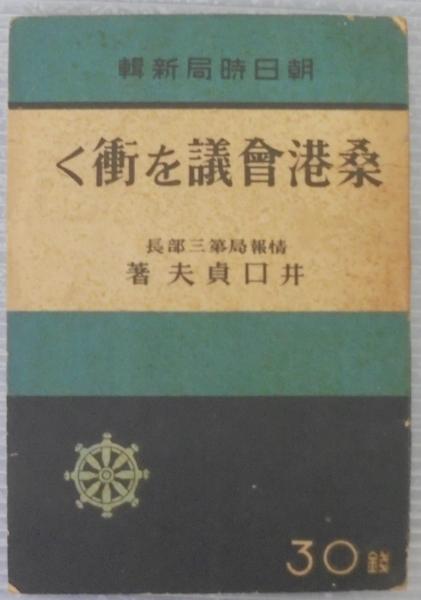 朝日時局新輯
桑港會議を衝く
情報局第三部長
井口貞夫著
30錢